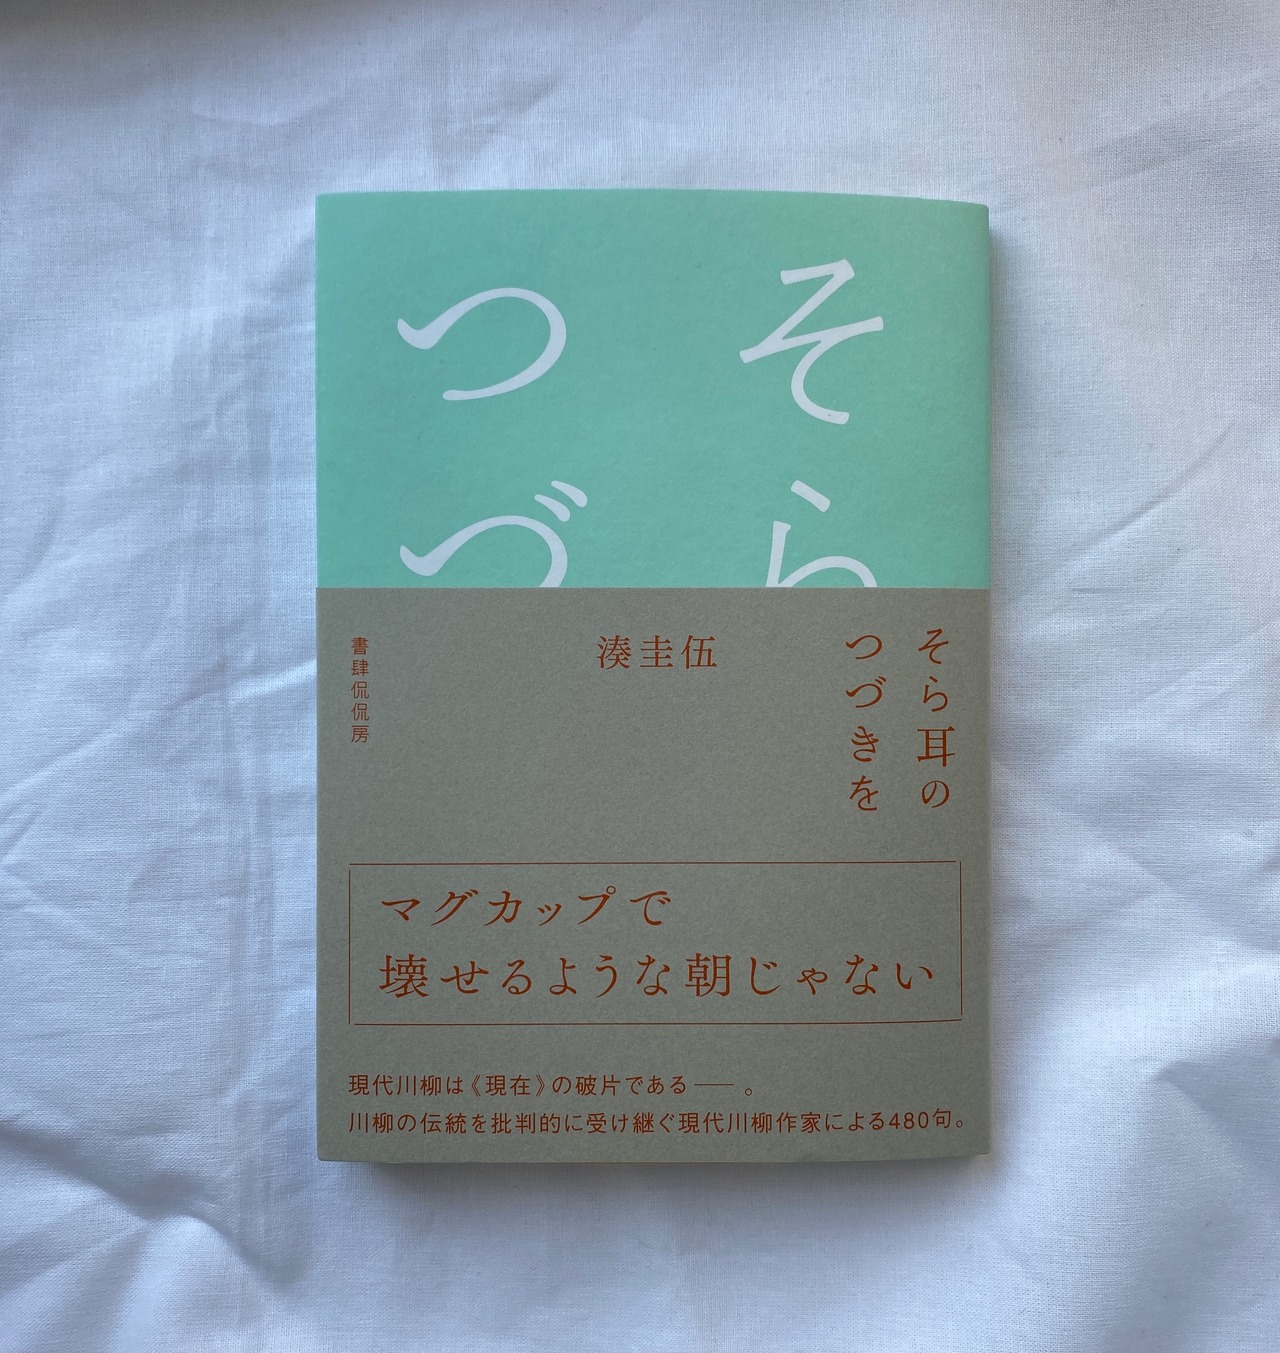 そら
つづ
そら耳の
つづきを
湊圭伍
書肆侃侃房
マグカップで
壊せるような朝じゃない
現代川柳は《現在》の破片である――。
川柳の伝統を批判的に受け継ぐ現代川柳作家による480句。